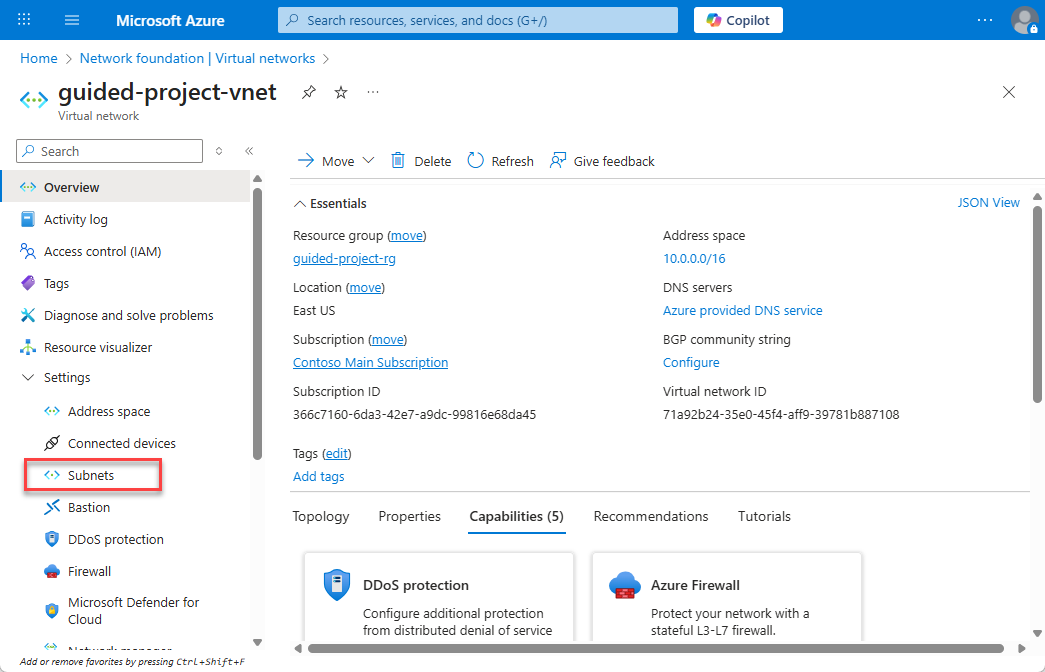 Microsoft Azure
Search resources, services, and docs (G+/)
Copilot
Home > Network foundation | Virtual networks >
guided-project-vnet
Virtual network
Search
Overview
Activity log
Access control (IAM)
Tags
Diagnose and solve problems
Resource visualizer
Settings
Address space
Connected devices
Subnets
Bastion
DDoS protection
Firewall
Microsoft Defender for
Cloud
Network manager
Add or remove favorites by pressing Ctrl+Shift+F
Move
Delete
Refresh
Give feedback
Essentials
JSON View
Resource group (move)
guided-project-rg
Location (move)
East US
Subscription (move)
Contoso Main Subscription
Subscription ID
366c7160-6da3-42e7-a9dc-99816e68da45
Address space
10.0.0.0/16
DNS servers
Azure provided DNS service
BGP community string
Configure
Virtual network ID
71a92b24-35e0-45f4-aff9-39781b887108
Tags (edit)
Add tags
Topology
Properties
Capabilities (5)
Recommendations
Tutorials
DDoS protection
Configure additional protection
from distributed denial of service
Azure Firewall
Protect your network with a
stateful L3-L7 firewall.